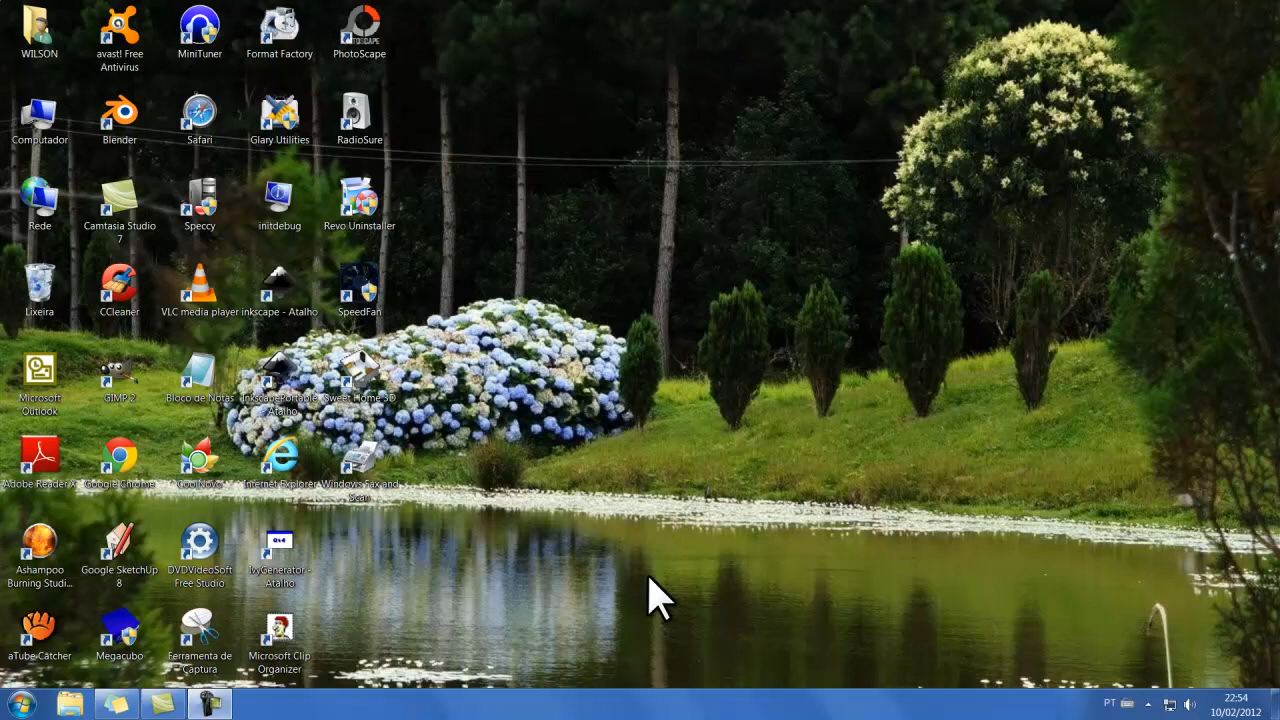 WILSON
avast! Free
Antivirus
MiniTuner
Format Factory
PhotoScape
Computador
Blender
Safari
Glary Utilities
RadioSure
Rede
Camtasia Studio
7
Speccy
initdebug
Revo Uninstaller
Lixeira
CCleaner
VLC media player
inkscape - Atalho
SpeedFan
Microsoft
Outlook
GIMP 2
Bloco de Notas
InkscapePortable
Atalho
Sweet Home 3D
Adobe Reader X
Google Chrome
CoolNovo
Internet Explorer
Windows Fax and
Scan
Ashampoo
Burning Studi...
Google SketchUp
8
DVDVideoSoft
Free Studio
IvyGenerator -
Atalho
aTube Catcher
Megacubo
Ferramenta de
Captura
Microsoft Clip
Organizer
PT
22:54
10/02/2012